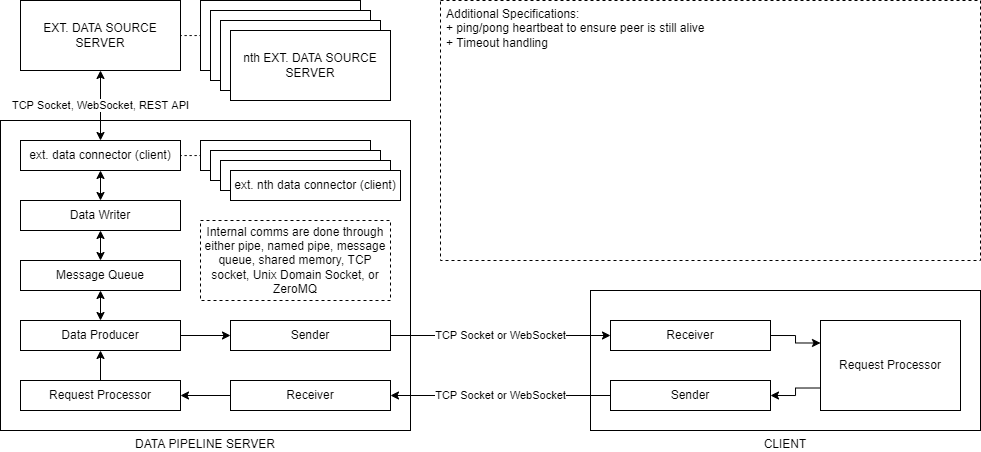 EXT. DATA SOURCE
SERVER
nth EXT. DATA SOURCE
SERVER
Additional Specifications:
+ ping/pong heartbeat to ensure peer is still alive
+ Timeout handling
TCP Socket, WebSocket, REST API
ext. data connector (client)
ext. nth data connector (client)
Data Writer
Internal comms are done through
either pipe, named pipe, message
queue, shared memory, TCP
socket, Unix Domain Socket, or
ZeroMQ
Message Queue
Data Producer
Sender
TCP Socket or WebSocket
Receiver
Request Processor
Request Processor
Receiver
TCP Socket or WebSocket
Sender
DATA PIPELINE SERVER
CLIENT